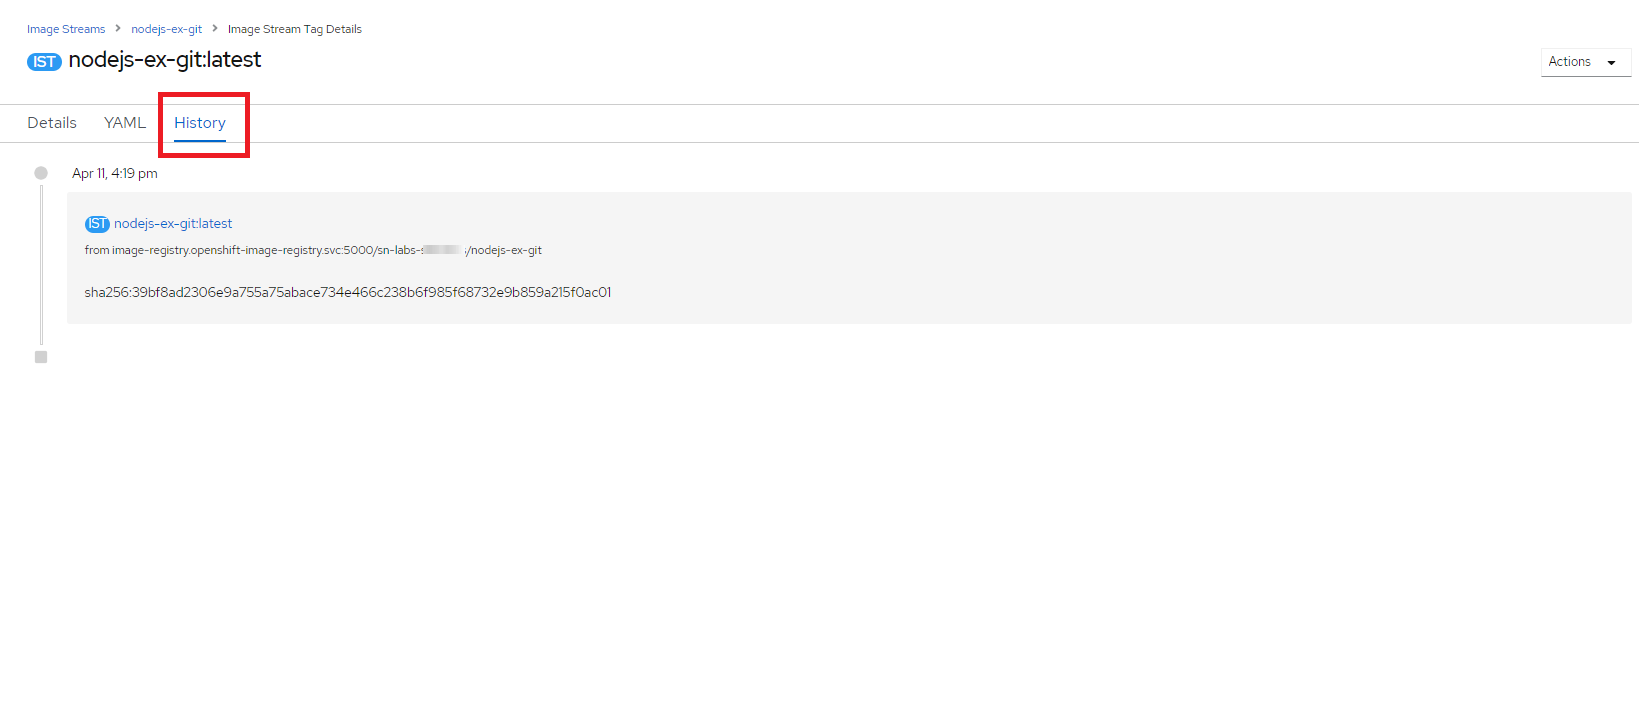 Image Streams > nodejs-ex-git > Image Stream Tag Details
IST nodejs-ex-git:latest
Actions
Details YAML History
Apr 11, 4:19 pm
IST nodejs-ex-git:latest
from image-registry.openshift-image-registry.svc:5000/sn-labs- /nodejs-ex-git
sha256:39bf8ad2306e9a755a75abace734e466c238b6f985f68732e9b859a215f0ac01